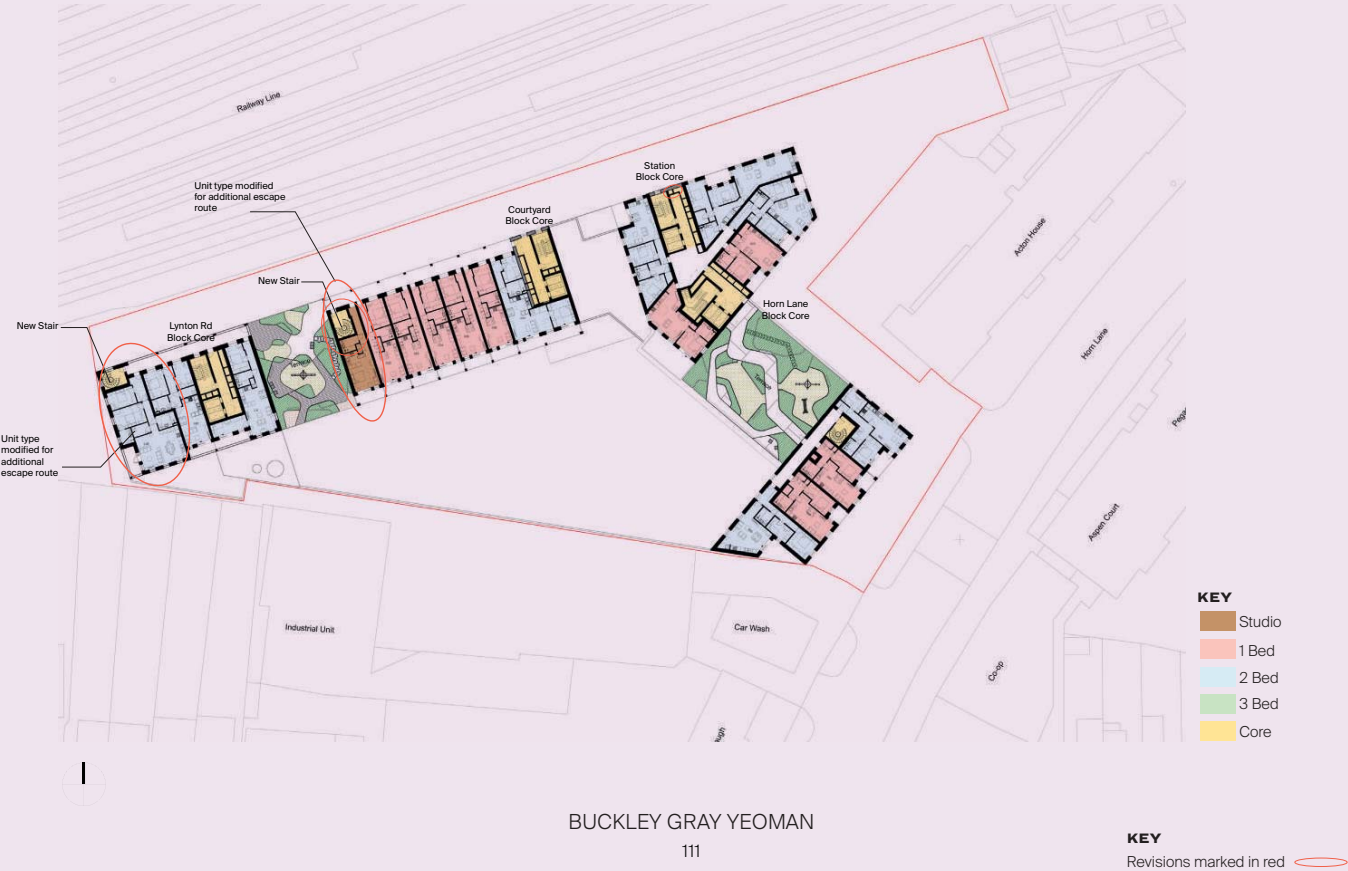 Railway Line
Station
Block Core
Unit type modified
for additional escape
route
Courtyard
Block Core
Acton House
New Stair
Horn Lane
Block Core
New Stair
Lynton Rd
Block Core
Horn Lane
Terrace
Unit type
modified for
additional
escape route
Aspen Court
Industrial Unit
Car Wash
Co-op
KEY
Studio
1 Bed
2 Bed
3 Bed
Core
BUCKLEY GRAY YEOMAN
111
KEY
Revisions marked in red